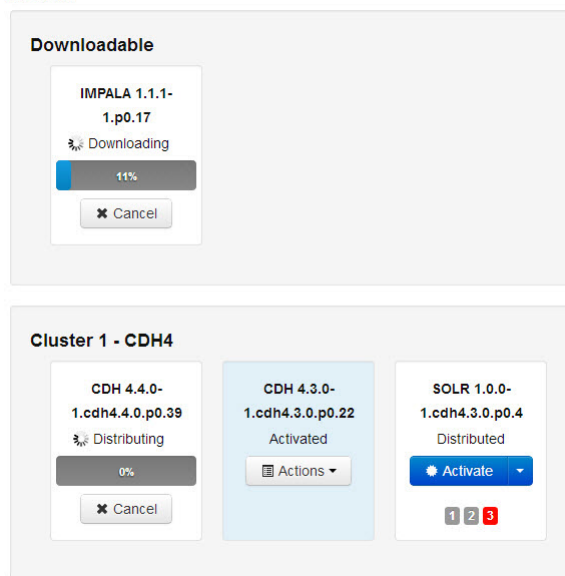 Downloadable
IMPALA 1.1.1-
1.p0.17
Downloading
11%
Cancel
Cluster 1 - CDH4
CDH 4.4.0-
1.cdh4.4.0.p0.39
Distributing
0%
Cancel
CDH 4.3.0-
1.cdh4.3.0.p0.22
Activated
Actions
SOLR 1.0.0-
1.cdh4.3.0.p0.4
Distributed
Activate
1 2 3